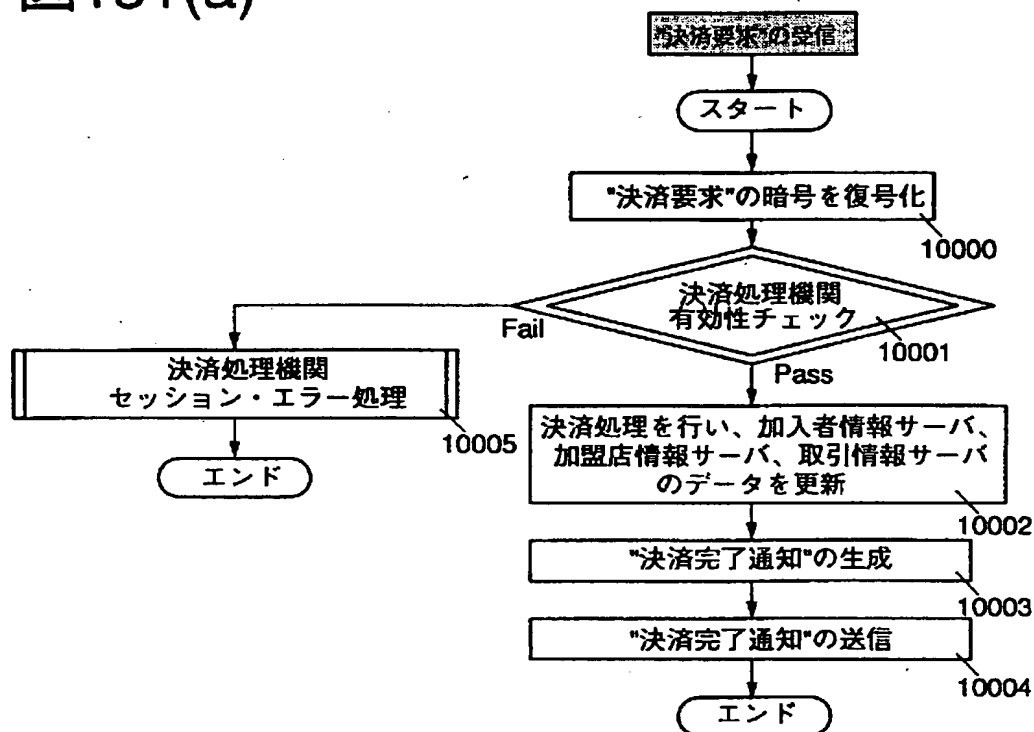 図101(a)
"決済要求"の受信
スタート
"決済要求"の暗号を復号化
10000
決済処理機関
有効性チェック
10001
Fail
Pass
決済処理機関
セッション・エラー処理
10005
エンド
決済処理を行い、加入者情報サーバ、
加盟店情報サーバ、取引情報サーバ
のデータを更新
10002
"決済完了通知"の生成
10003
"決済完了通知"の送信
10004
エンド